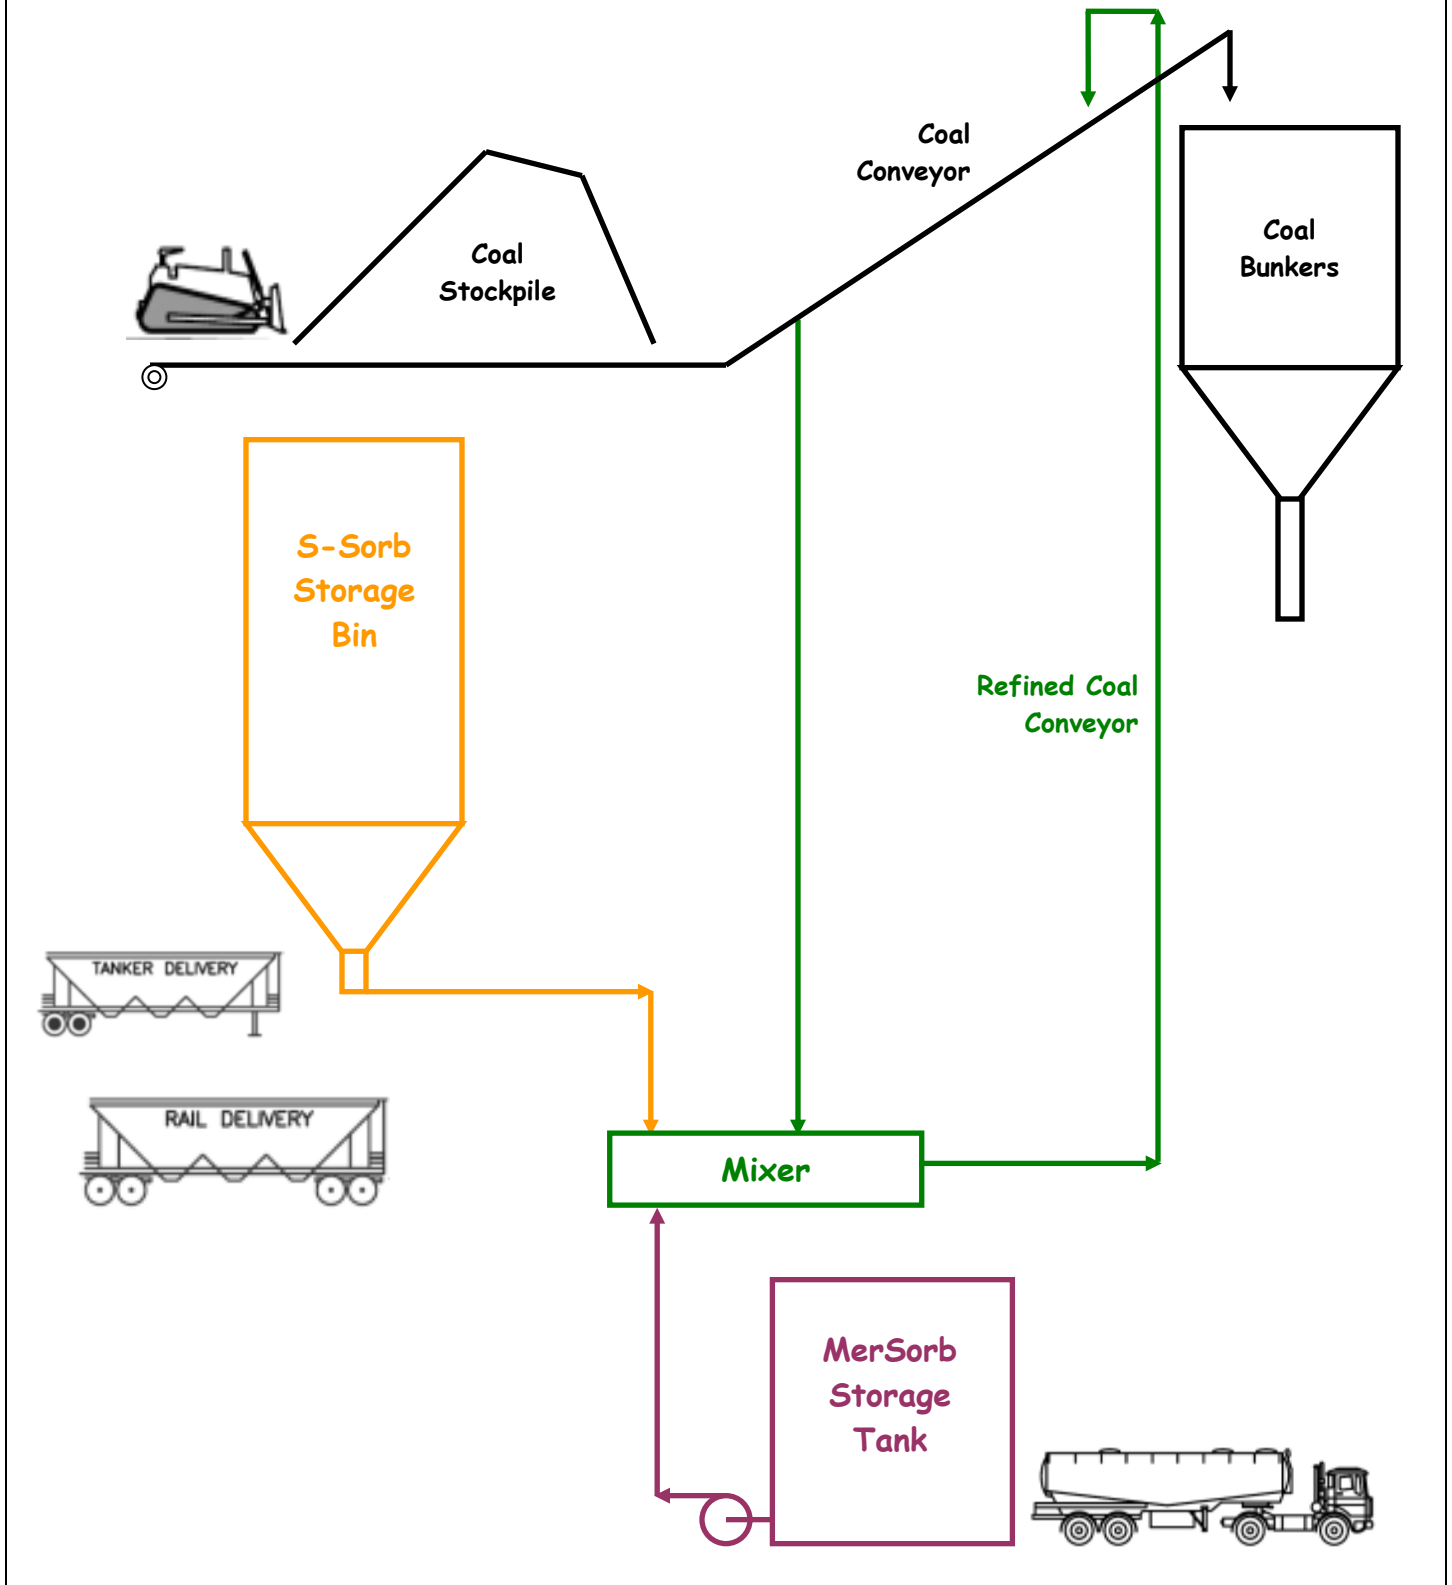 Coal
Conveyor
Coal
Stockpile
Coal
Bunkers
S-Sorb
Storage
Bin
Refined Coal
Conveyor
TANKER DELIVERY
RAIL DELIVERY
Mixer
MerSorb
Storage
Tank